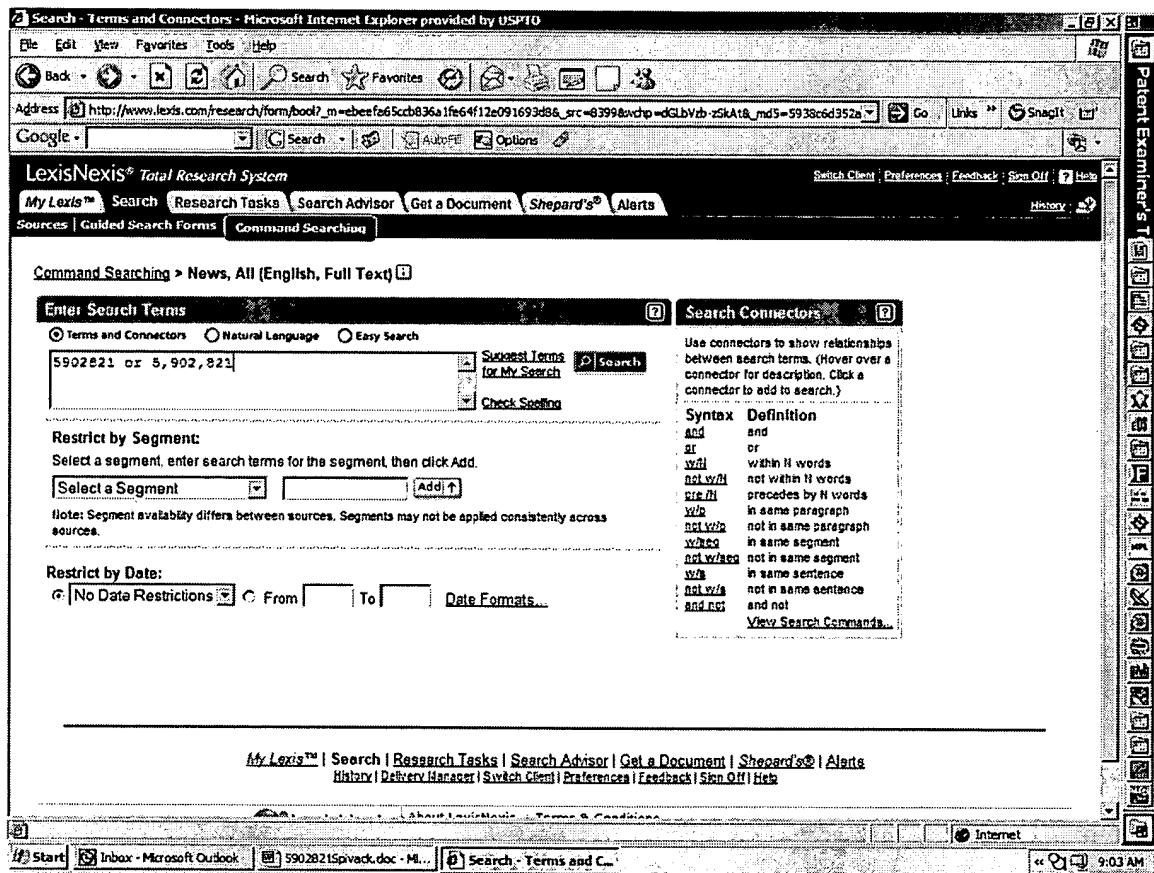 Search - Terms and Connectors - Microsoft Internet Explorer provided by USPTO
File Edit View Favorites Tools Help
Back Search Favorites
Address http://www.lexis.com/research/form/bool?_m=ebeefa65ccb836a1fe64f12e091693d8&_src=8399&wchp=dGLbVzb-zSkAt&_md5=5938c6d352a Go Links » SnagIt
Google - Search AutoFill Options
LexisNexis® Total Research System
Switch Client | Preferences | Feedback | Sign Off | ? Help
My Lexis™ Search Research Tasks Search Advisor Get a Document Shepard's® Alerts
History
Sources | Guided Search Forms | Command Searching
Patent Examiner's T
Command Searching > News, All (English, Full Text) i
Enter Search Terms ?
Terms and Connectors Natural Language Easy Search
5902821 or 5,902,821
Suggest Terms
for My Search
Search
Check Spelling
Restrict by Segment:
Select a segment, enter search terms for the segment, then click Add.
Select a Segment Add
Note: Segment availability differs between sources. Segments may not be applied consistently across
sources.
Restrict by Date:
No Date Restrictions From To Date Formats...
Search Connectors ?
Use connectors to show relationships
between search terms. (Hover over a
connector for description. Click a
connector to add to search.)
Syntax Definition
and and
or or
w/N within N words
not w/N not within N words
pre /N precedes by N words
w/p in same paragraph
not w/p not in same paragraph
w/seg in same segment
not w/seg not in same segment
w/s in same sentence
not w/s not in same sentence
and not and not
View Search Commands...
My Lexis™ | Search | Research Tasks | Search Advisor | Get a Document | Shepard's® | Alerts
History | Delivery Manager | Switch Client | Preferences | Feedback | Sign Off | Help
About LexisNexis Terms & Conditions
Internet
Start Inbox - Microsoft Outlook 5902821Spivack.doc - Mi... Search - Terms and C... « 9:03 AM